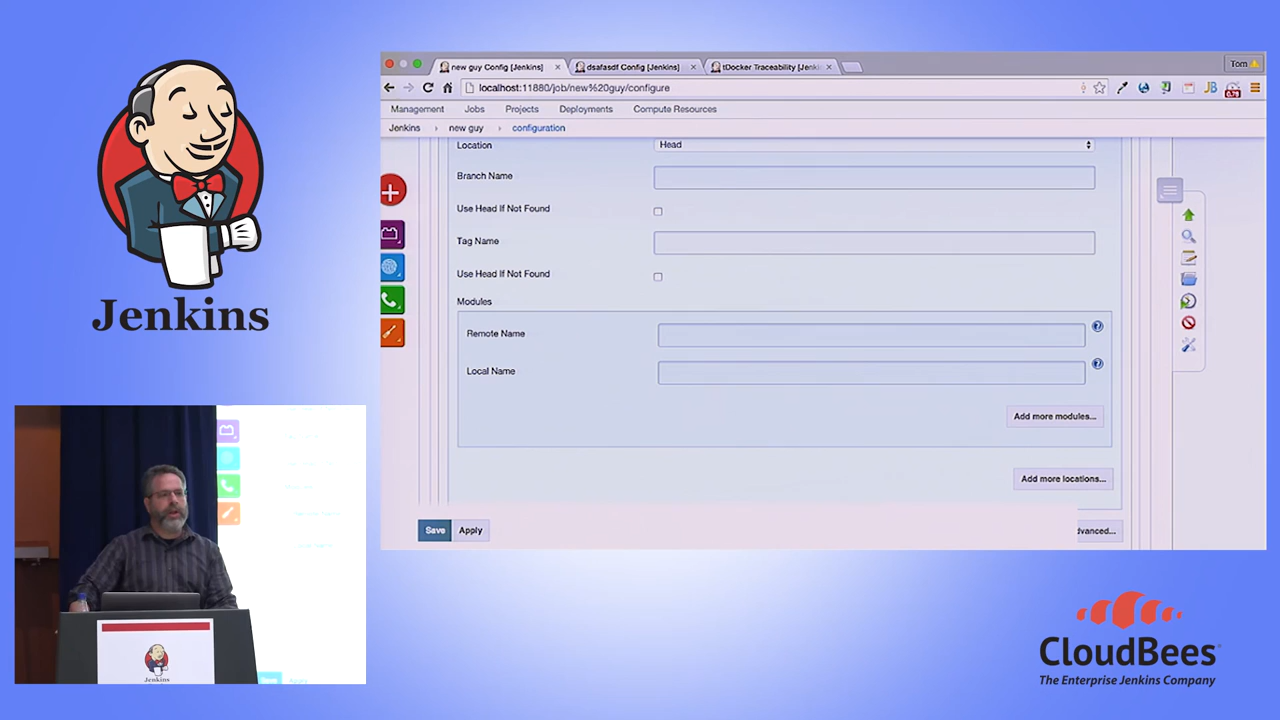 Jenkins
new guy Config [Jenkins]
dsafasdf Config [Jenkins]
tDocker Traceability [Jenki
Tom
localhost:11880/job/new%20guy/configure
JB
Management Jobs Projects Deployments Compute Resources
Jenkins › new guy › configuration
Location Head
Branch Name
Use Head If Not Found
Tag Name
Use Head If Not Found
Modules
Remote Name
Local Name
Add more modules...
Add more locations...
Save Apply dvanced...
Jenkins
CloudBees
The Enterprise Jenkins Company